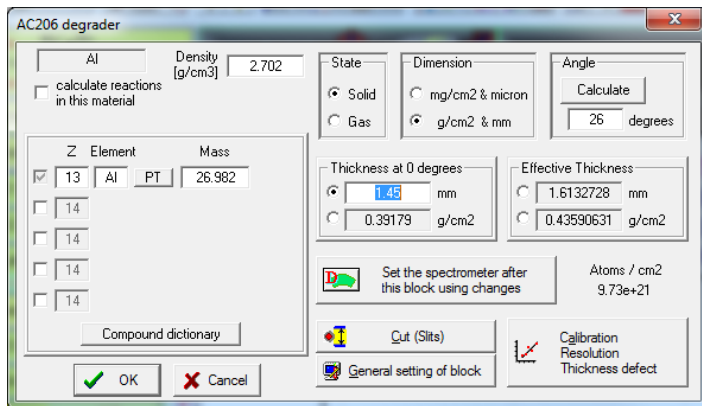 AC206 degrader
Al
Density
[g/cm3]
2.702
calculate reactions
in this material
Z Element Mass
13 Al PT 26.982
14
14
14
14
Compound dictionary
OK
Cancel
State
Solid
Gas
Dimension
mg/cm2 & micron
g/cm2 & mm
Angle
Calculate
26 degrees
Thickness at 0 degrees
1.45 mm
0.39179 g/cm2
Effective Thickness
1.6132728 mm
0.43590631 g/cm2
D
Set the spectrometer after
this block using changes
Atoms / cm2
9.73e+21
Cut (Slits)
General setting of block
Calibration
Resolution
Thickness defect